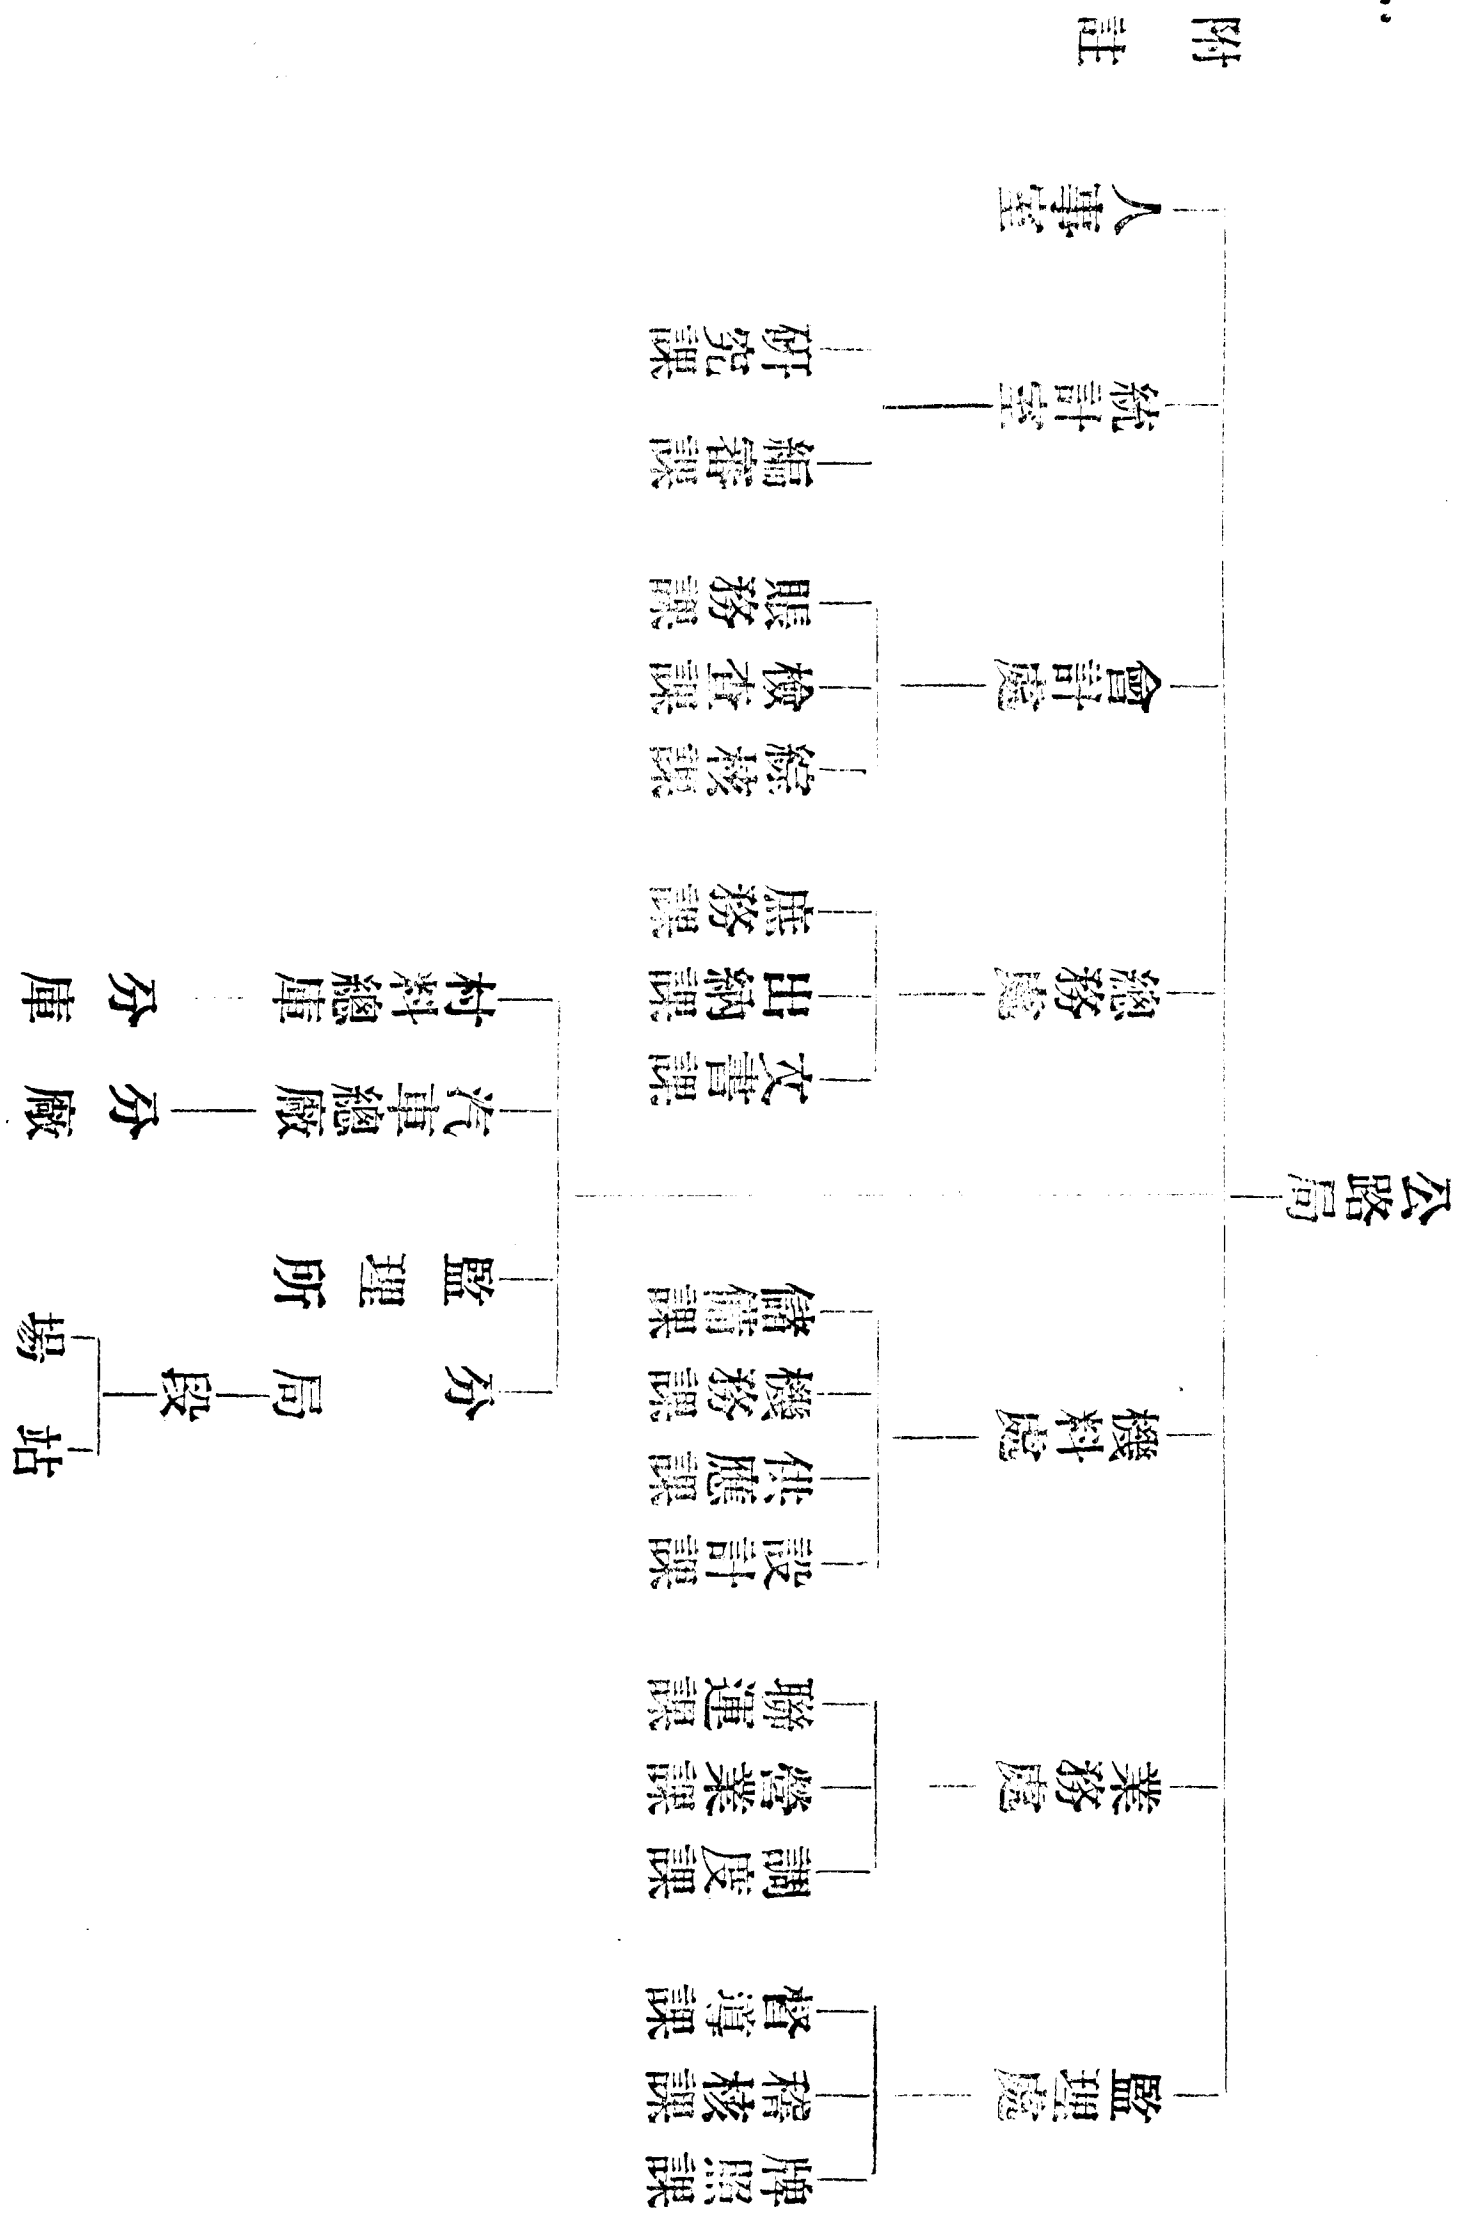 公路局
監理處
業務處
機料處
總務處
會計處
統計室
人事室
牌照課
稽核課
督導課
調度課
營業課
聯運課
設計課
供應課
機務課
儲備課
文書課
出納課
庶務課
綜核課
檢查課
賬務課
編審課
研究課
分局
段
站
場
監理所
汽車總廠
分廠
材料總庫
分庫
附註